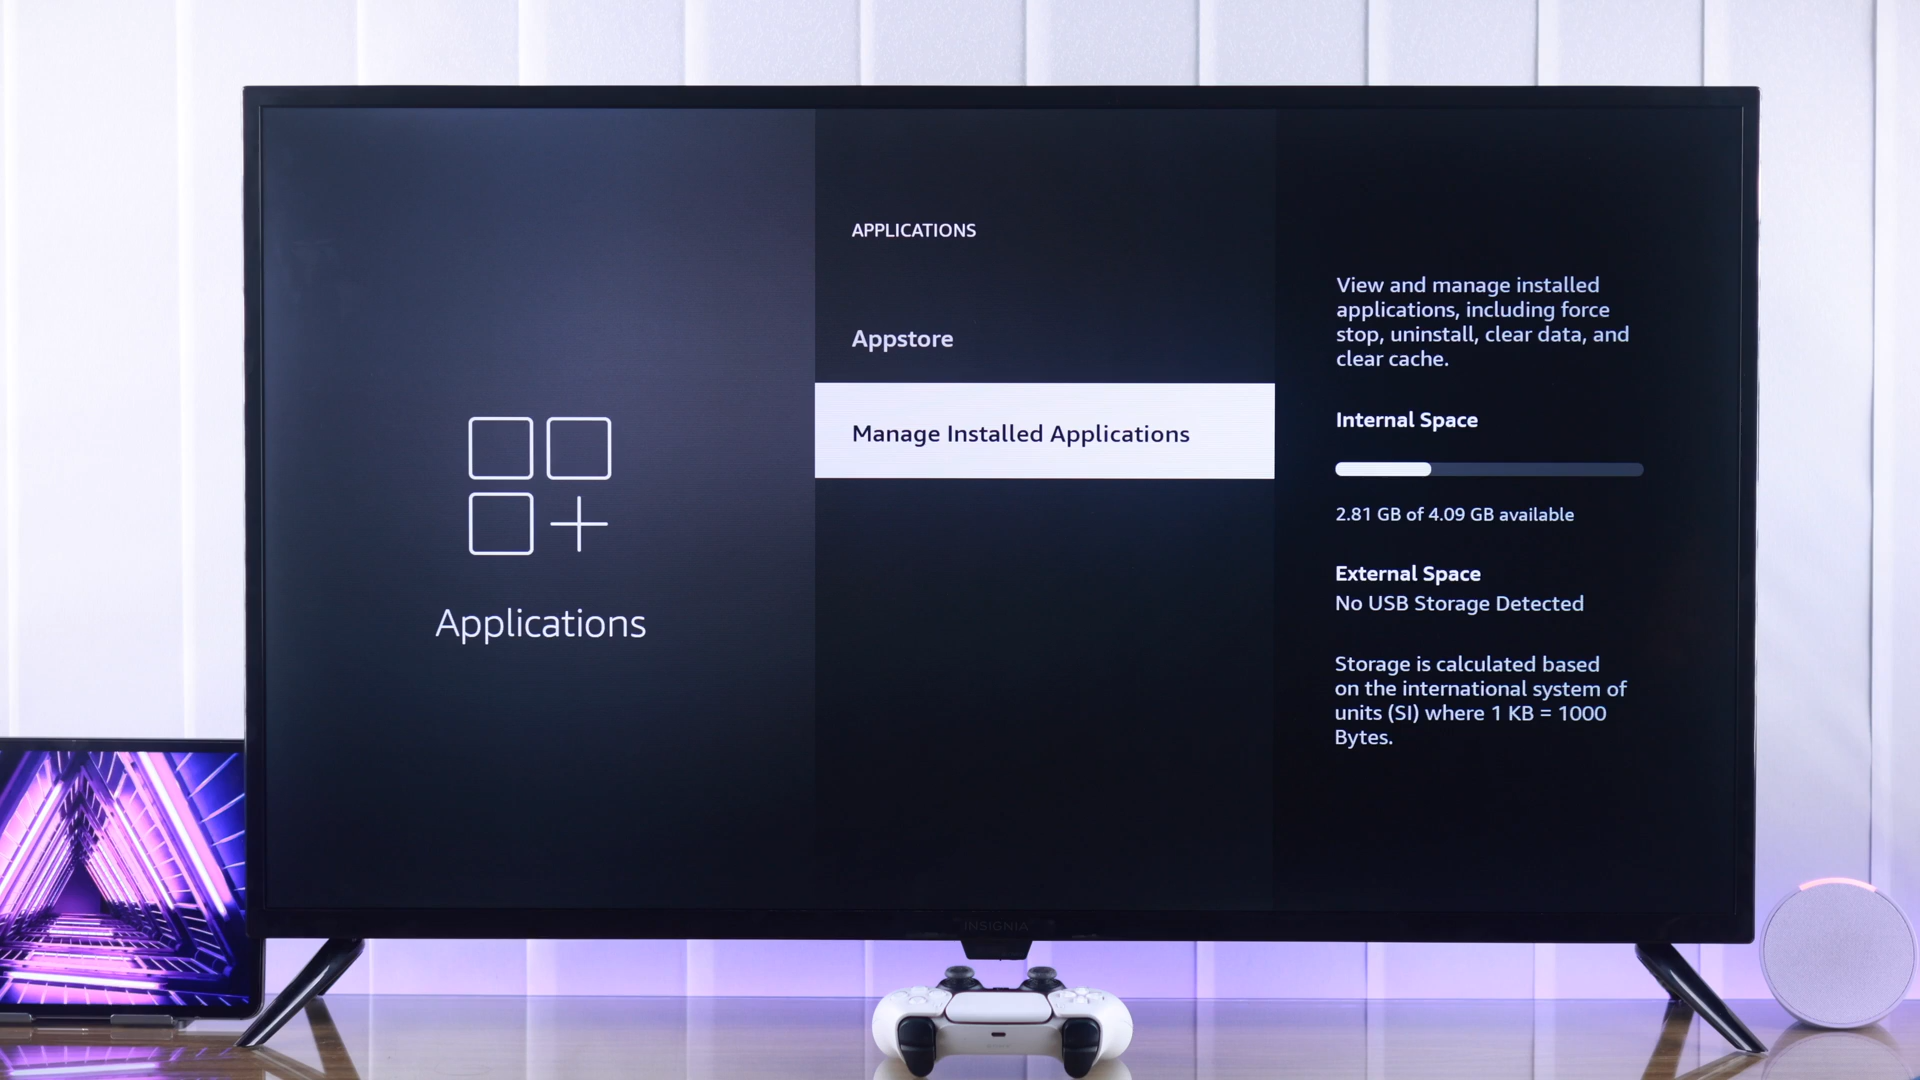 APPLICATIONS
Appstore
Manage Installed Applications
Applications
View and manage installed
applications, including force
stop, uninstall, clear data, and
clear cache.
Internal Space
2.81 GB of 4.09 GB available
External Space
No USB Storage Detected
Storage is calculated based
on the international system of
units (SI) where 1 KB = 1000
Bytes.
INSIGNIA